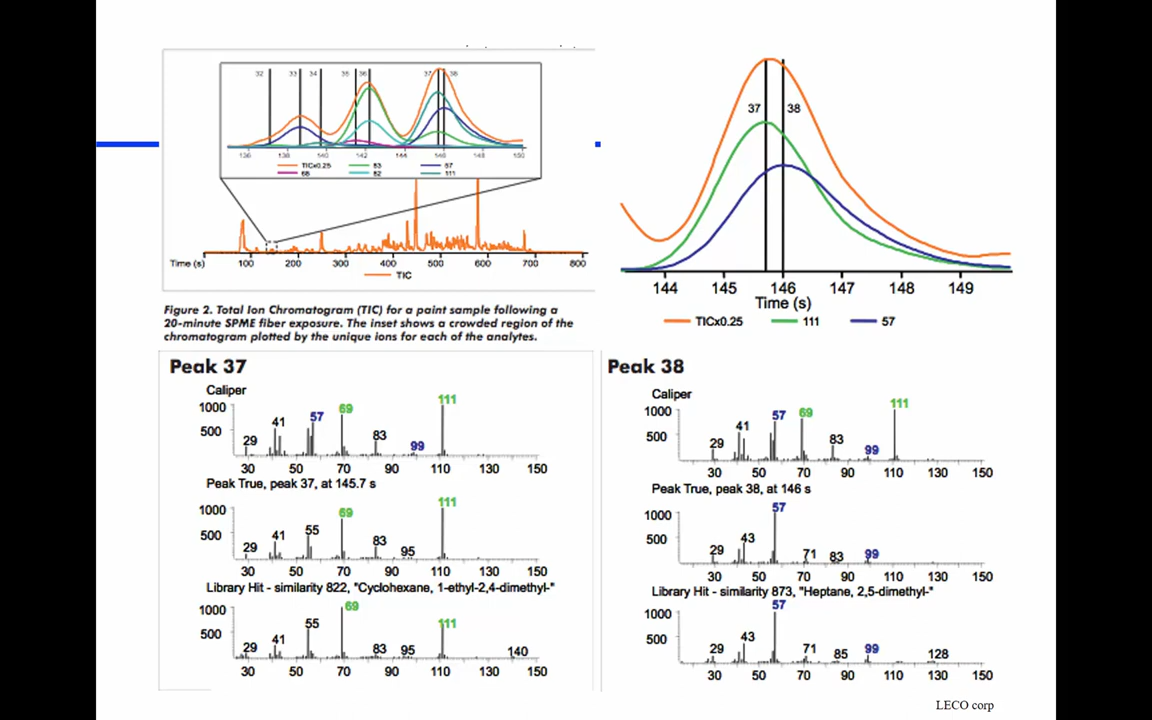 32 33 34 35 36 37 38
136 138 140 142 144 146 148 150
TICx0.25 83 57
68 82 111
Time (s) 100 200 300 400 500 600 700 800
TIC
Figure 2. Total Ion Chromatogram (TIC) for a paint sample following a
20-minute SPME fiber exposure. The inset shows a crowded region of the
chromatogram plotted by the unique ions for each of the analytes.
37 38
144 145 146 147 148 149
Time (s)
TICx0.25 111 57
Peak 37
Caliper
1000
500
29 41 57 69 83 99 111
30 50 70 90 110 130 150
Peak True, peak 37, at 145.7 s
1000
500
29 41 55 69 83 95 111
30 50 70 90 110 130 150
Library Hit - similarity 822, "Cyclohexane, 1-ethyl-2,4-dimethyl-"
1000
500
29 41 55 69 83 95 111 140
30 50 70 90 110 130 150
Peak 38
Caliper
1000
500
29 41 57 69 83 99 111
30 50 70 90 110 130 150
Peak True, peak 38, at 146 s
1000
500
29 43 57 71 83 99
30 50 70 90 110 130 150
Library Hit - similarity 873, "Heptane, 2,5-dimethyl-"
1000
500
29 43 57 71 85 99 128
30 50 70 90 110 130 150
LECO corp